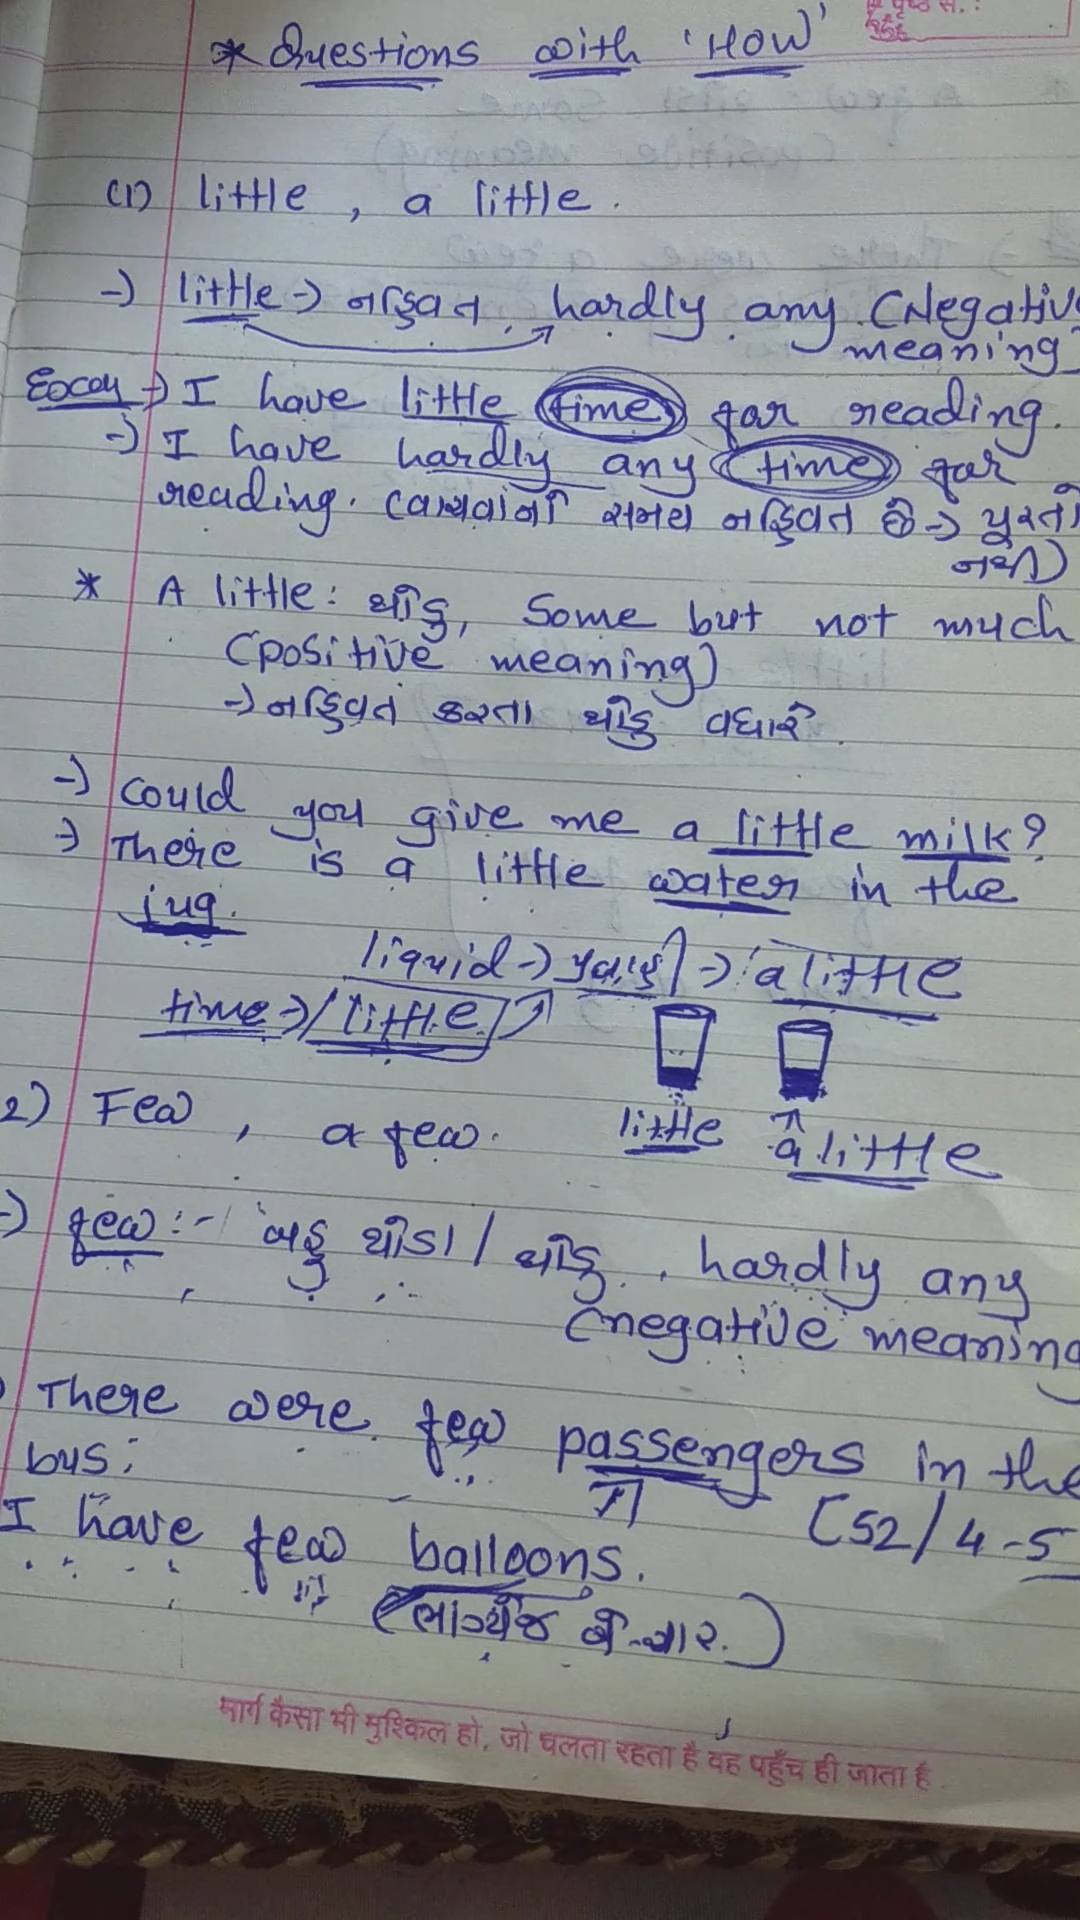 * Questions with 'HOW'
(1) little, a little.
→ little → નહિવત, hardly any (Negative
meaning
→ I have little time for reading.
→ I have hardly any time for
reading. (વાચવાંનો સમય નહિવત છે → પૂરતો
નથી)
* A little: થોડુ, Some but not much
(positive meaning)
→ નહિવત કરતા થોડુ વધારે.
→ Could you give me a little milk?
→ There is a little water in the
jug.
liquid → પ્રવાહી → a little
time → little
little a little
2) Few, a few.
→ few :- બહુ થોડા / થોડુ, hardly any
(negative meaning
There were few passengers in the
bus;
(52/4-5
I have few balloons.
(ભાગ્યેજ બે-ચાર.)
मार्ग कैसा भी मुश्किल हो, जो चलता रहता है वह पहुँच ही जाता है